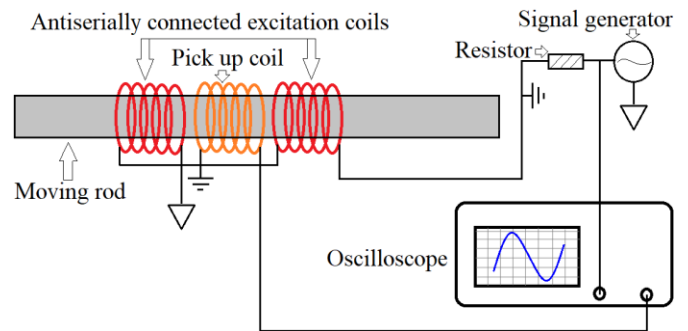 Antiserially connected excitation coils
Signal generator
Pick up coil
Resistor
Moving rod
Oscilloscope